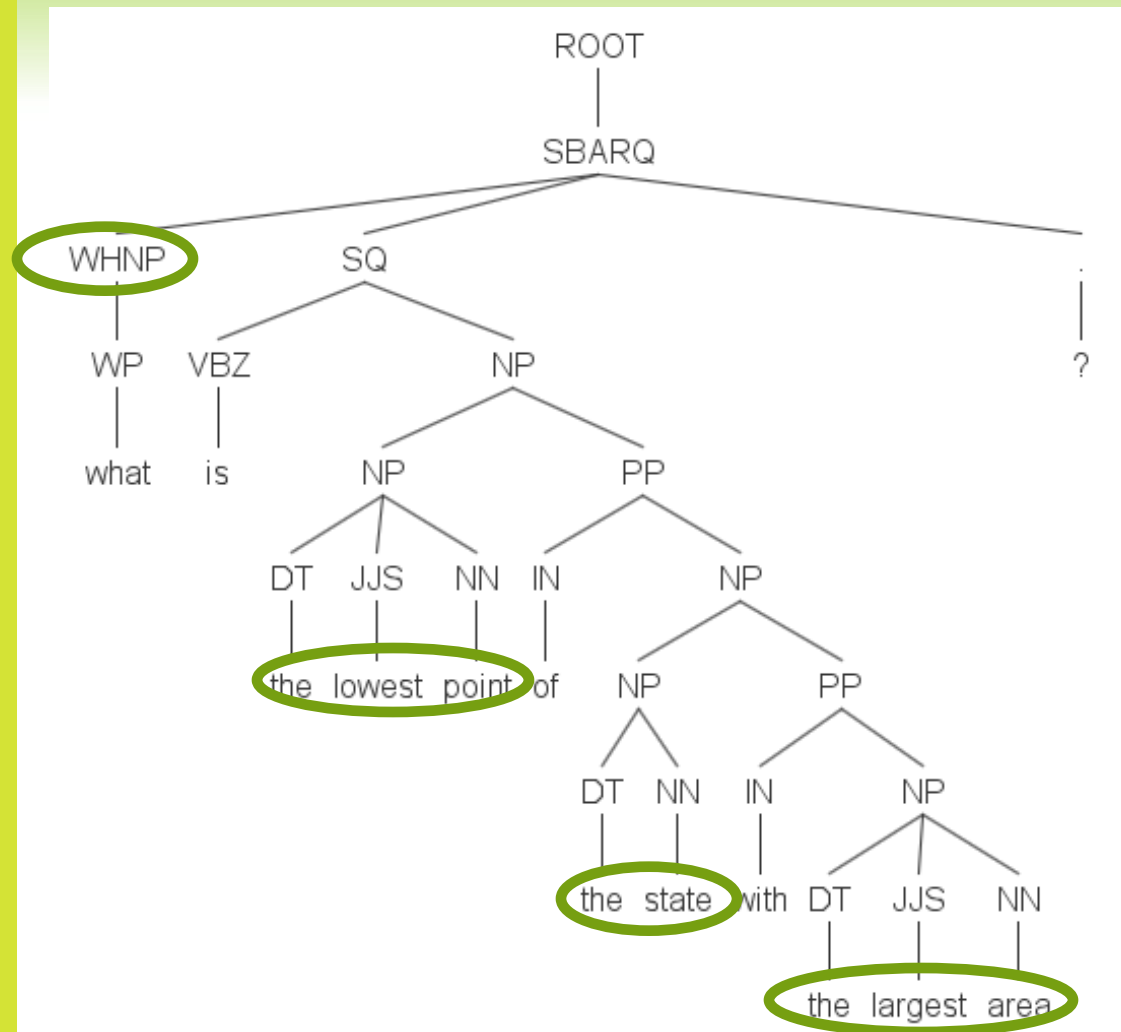 ROOT
SBARQ
WHNP SQ .
WP VBZ NP ?
what is NP PP
DT JJS NN IN NP
the lowest point of NP PP
DT NN IN NP
the state with DT JJS NN
the largest area